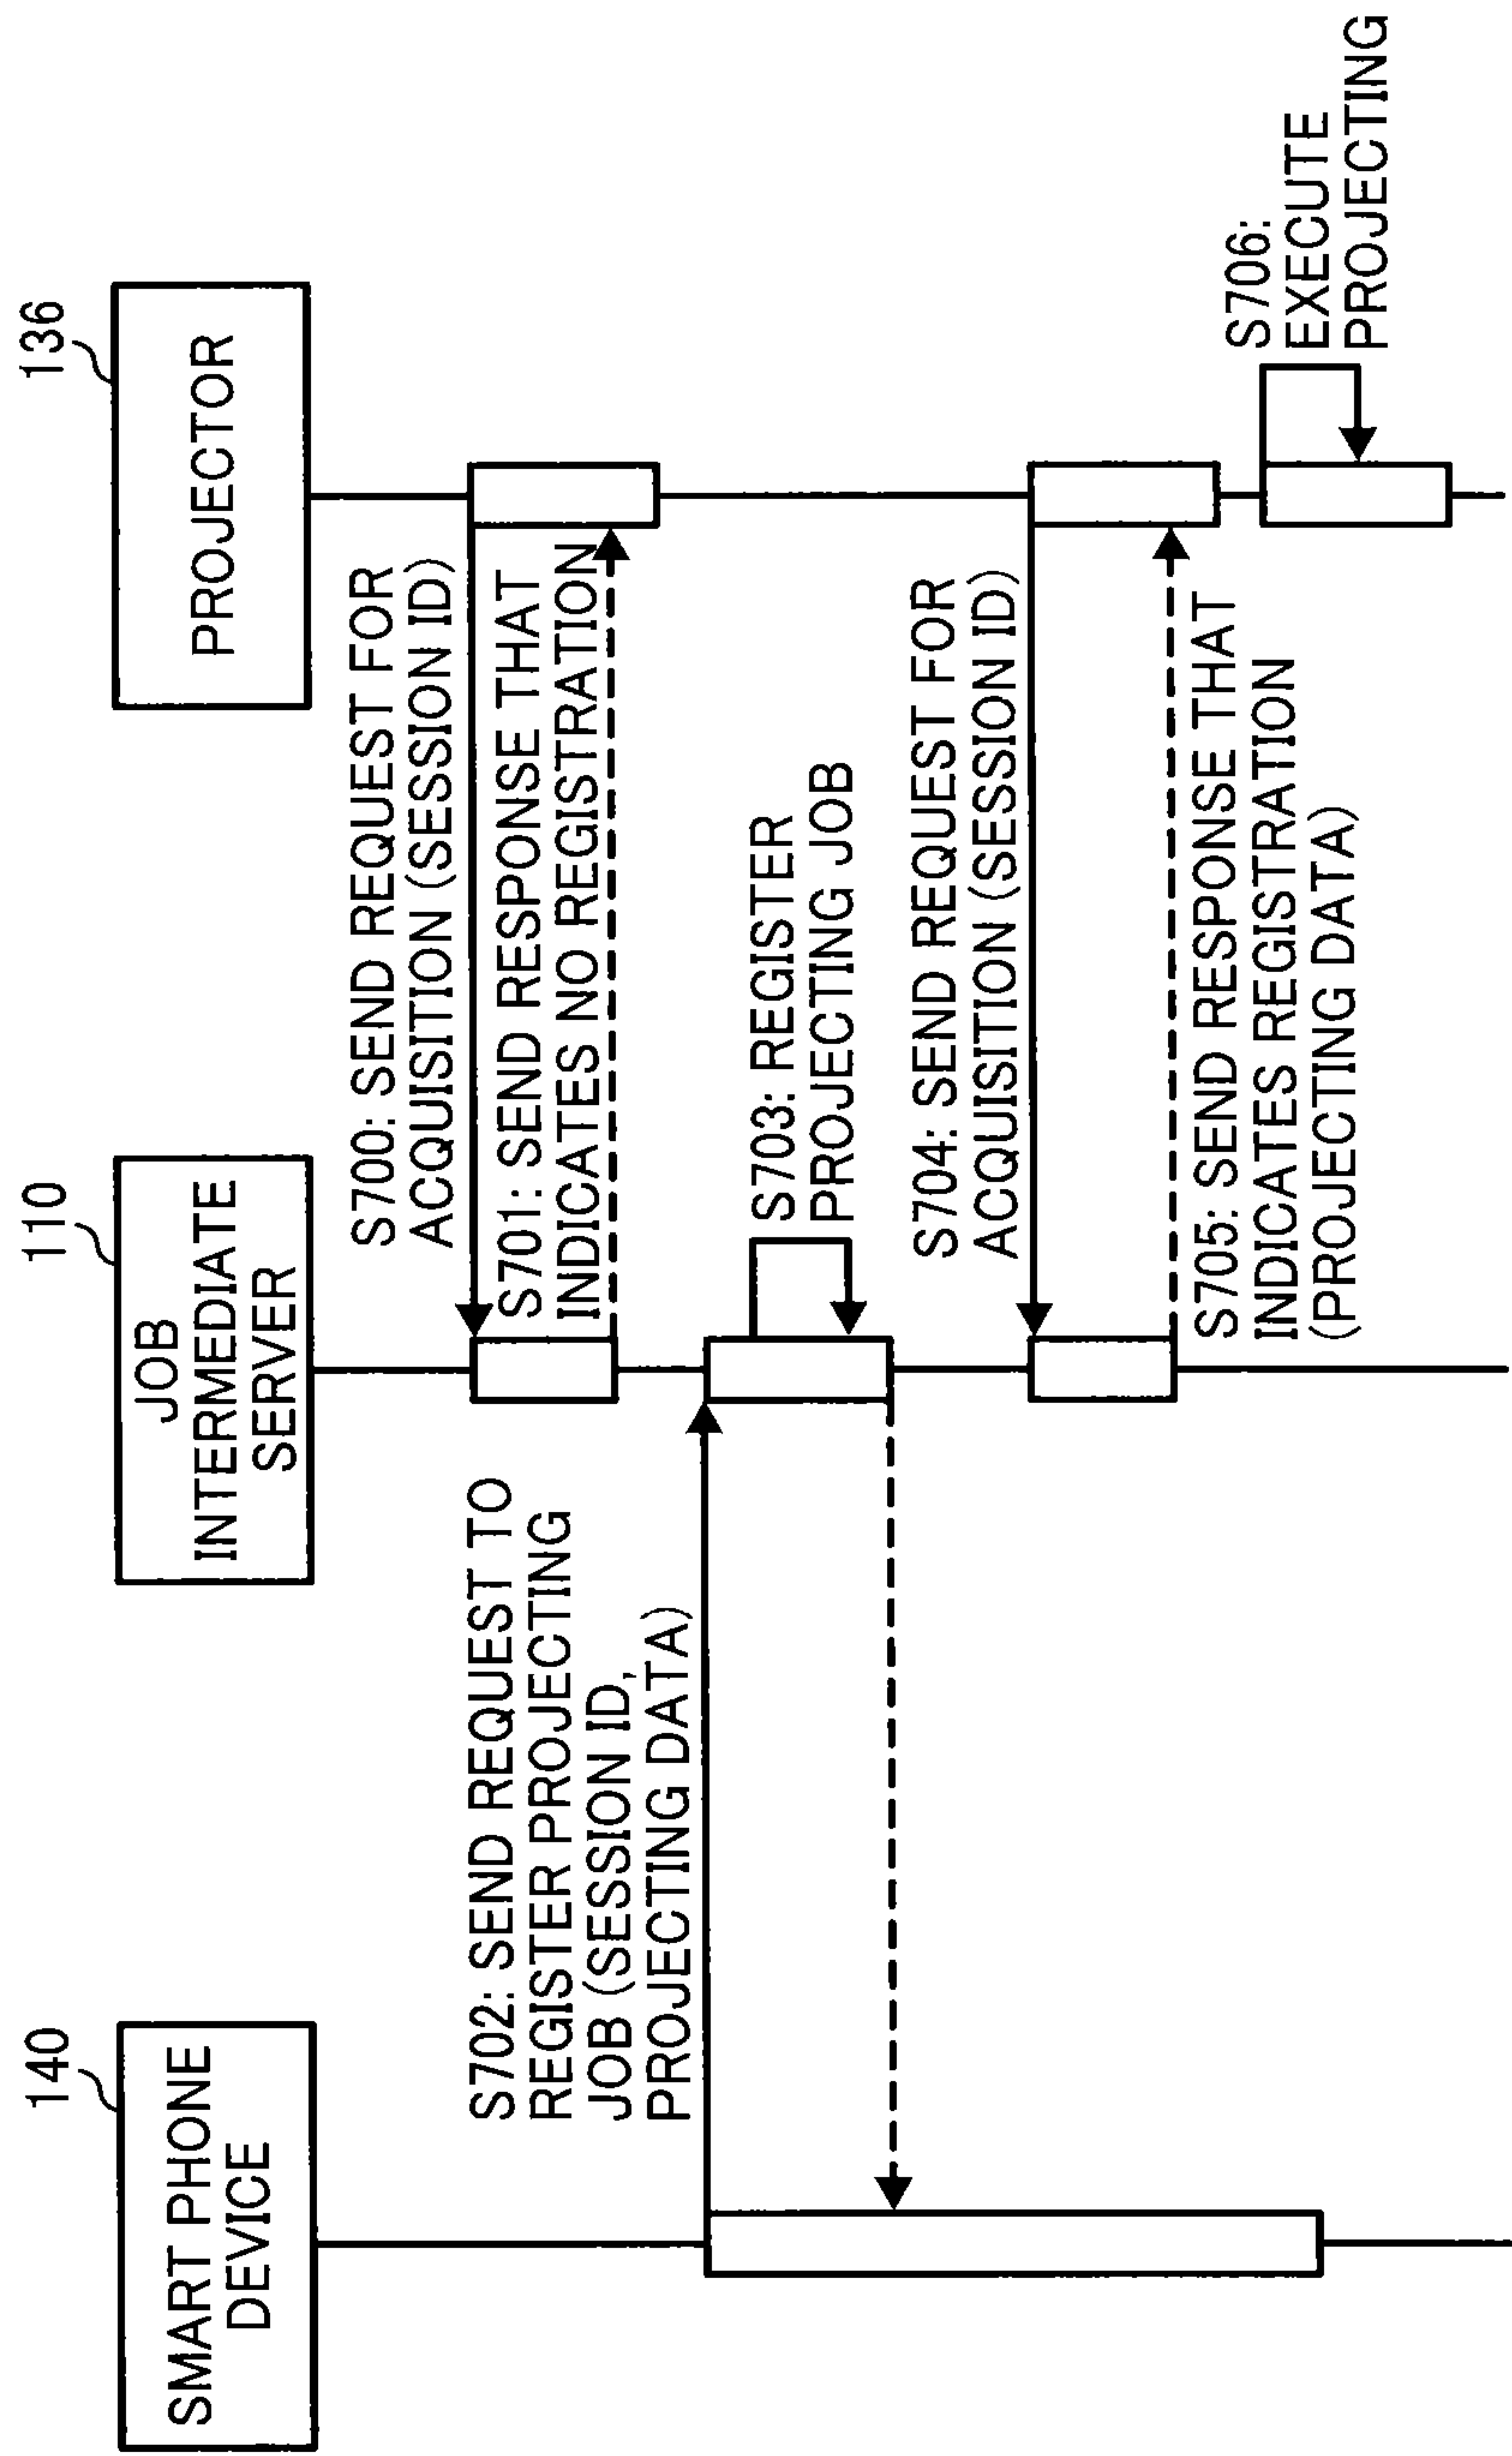 140
SMART PHONE
DEVICE
110
JOB
INTERMEDIATE
SERVER
136
PROJECTOR
S700: SEND REQUEST FOR
ACQUISITION (SESSION ID)
S701: SEND RESPONSE THAT
INDICATES NO REGISTRATION
S702: SEND REQUEST TO
REGISTER PROJECTING
JOB (SESSION ID,
PROJECTING DATA)
S703: REGISTER
PROJECTING JOB
S704: SEND REQUEST FOR
ACQUISITION (SESSION ID)
S705: SEND RESPONSE THAT
INDICATES REGISTRATION
(PROJECTING DATA)
S706:
EXECUTE
PROJECTING